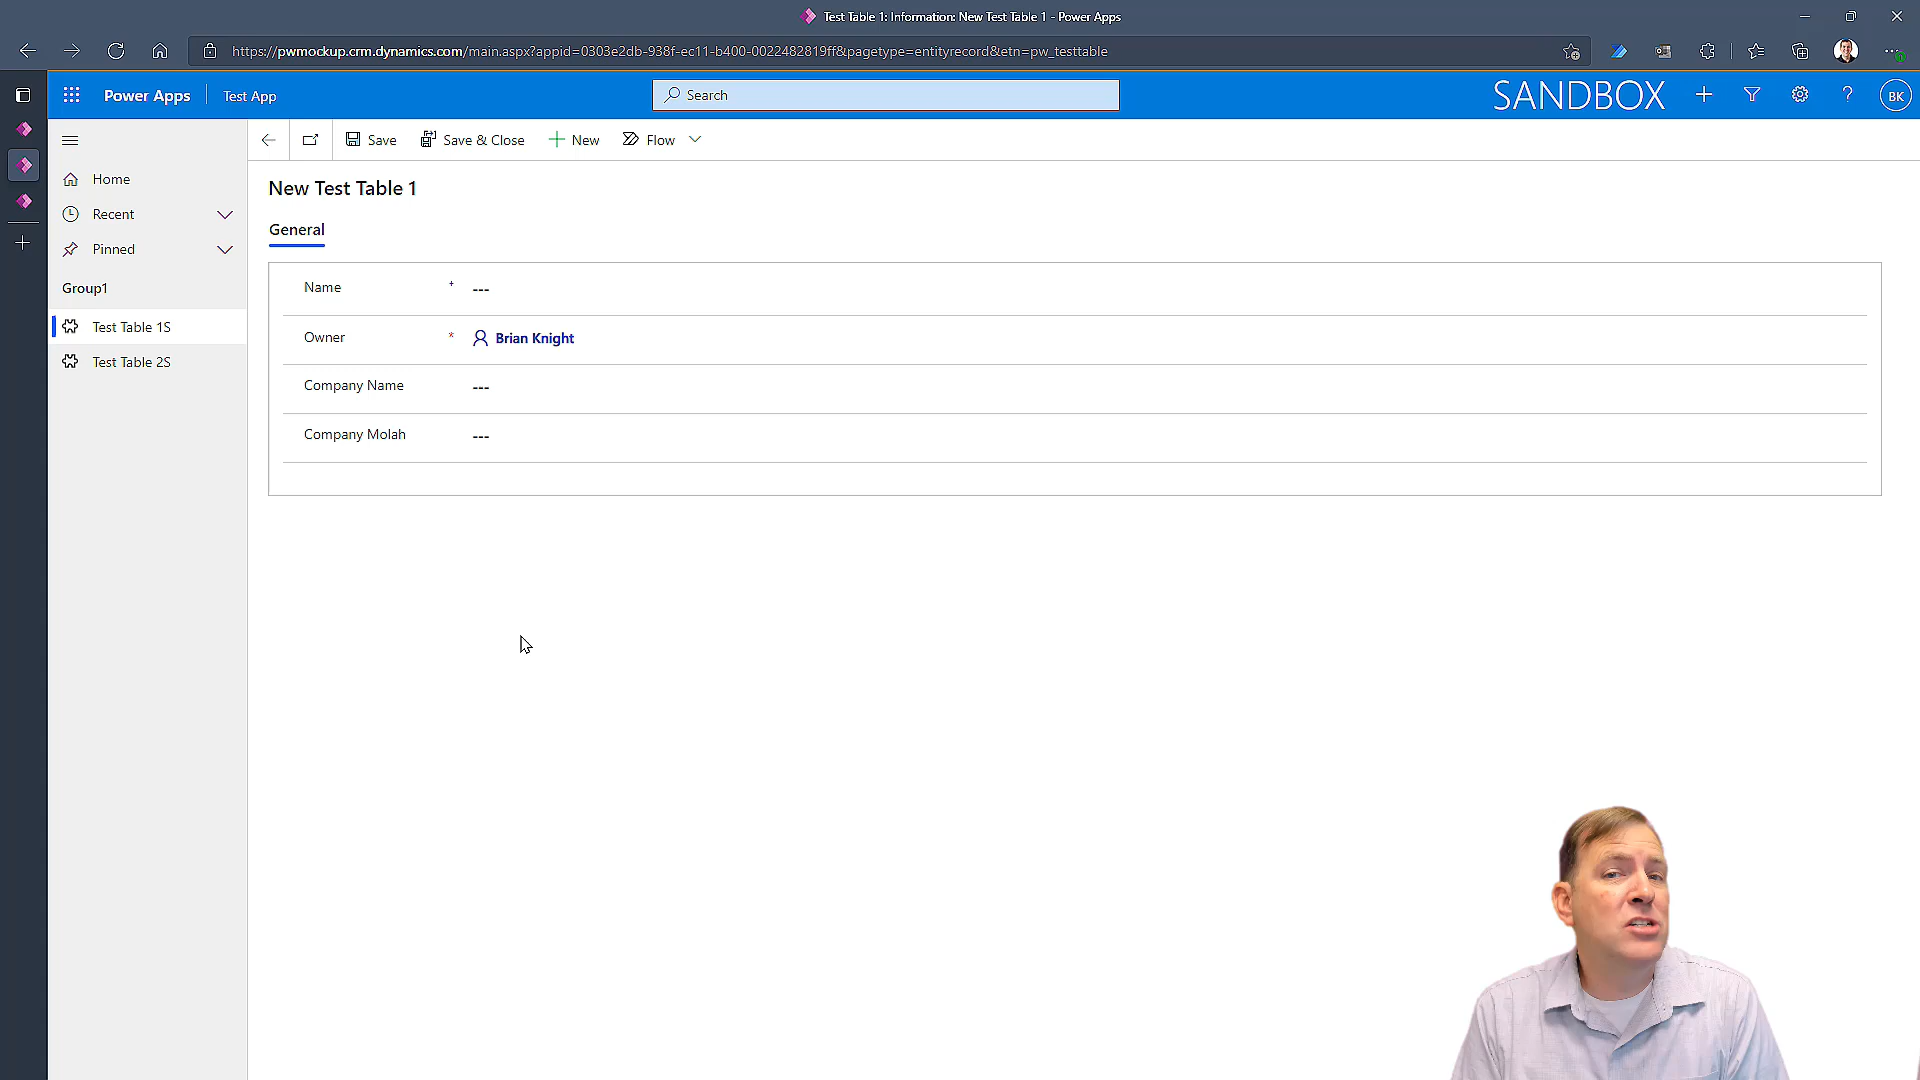 Test Table 1: Information: New Test Table 1 - Power Apps
https://pwmockup.crm.dynamics.com/main.aspx?appid=0303e2db-938f-ec11-b400-0022482819ff&pagetype=entityrecord&etn=pw_testtable
Power Apps
Test App
Search
SANDBOX
?
BK
Save
Save & Close
New
Flow
Home
Recent
Pinned
Group1
Test Table 1S
Test Table 2S
New Test Table 1
General
Name + ---
Owner * Brian Knight
Company Name ---
Company Molah ---